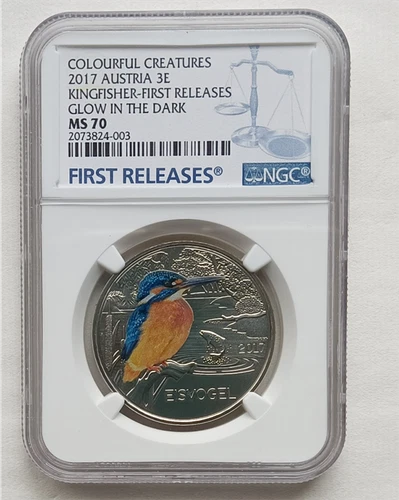 COLOURFUL CREATURES
2017 AUSTRIA 3E
KINGFISHER-FIRST RELEASES
GLOW IN THE DARK
MS 70
2073824-003
FIRST RELEASES®
NGC®
2017
EISVOGEL